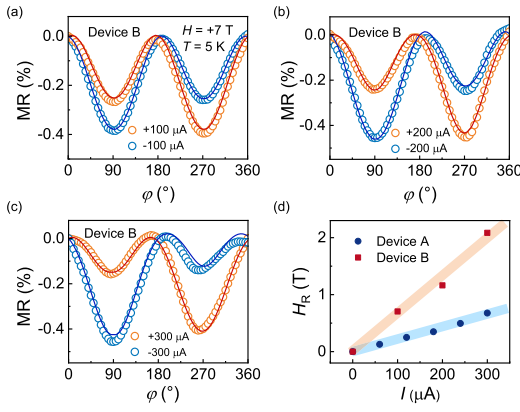 (a)
Device B
H = +7 T
T = 5 K
MR (%)
0.0
-0.2
-0.4
+100 μA
-100 μA
0 90 180 270 360
φ (°)
(b)
Device B
MR (%)
0.0
-0.2
-0.4
+200 μA
-200 μA
0 90 180 270 360
φ (°)
(c)
Device B
MR (%)
0.0
-0.2
-0.4
+300 μA
-300 μA
0 90 180 270 360
φ (°)
(d)
Device A
Device B
H_R (T)
2
1
0
0 100 200 300
I (μA)